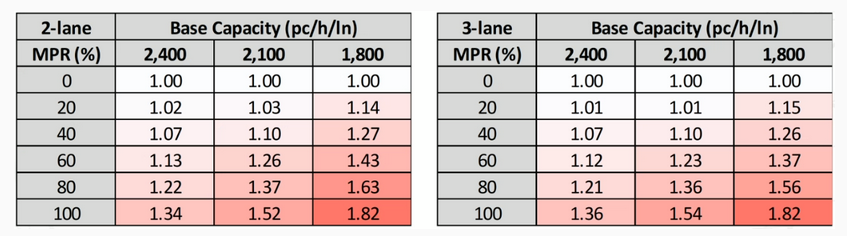 2-lane Base Capacity (pc/h/ln)
MPR (%) 2,400 2,100 1,800
0 1.00 1.00 1.00
20 1.02 1.03 1.14
40 1.07 1.10 1.27
60 1.13 1.26 1.43
80 1.22 1.37 1.63
100 1.34 1.52 1.82
3-lane Base Capacity (pc/h/ln)
MPR (%) 2,400 2,100 1,800
0 1.00 1.00 1.00
20 1.01 1.01 1.15
40 1.07 1.10 1.26
60 1.12 1.23 1.37
80 1.21 1.36 1.56
100 1.36 1.54 1.82